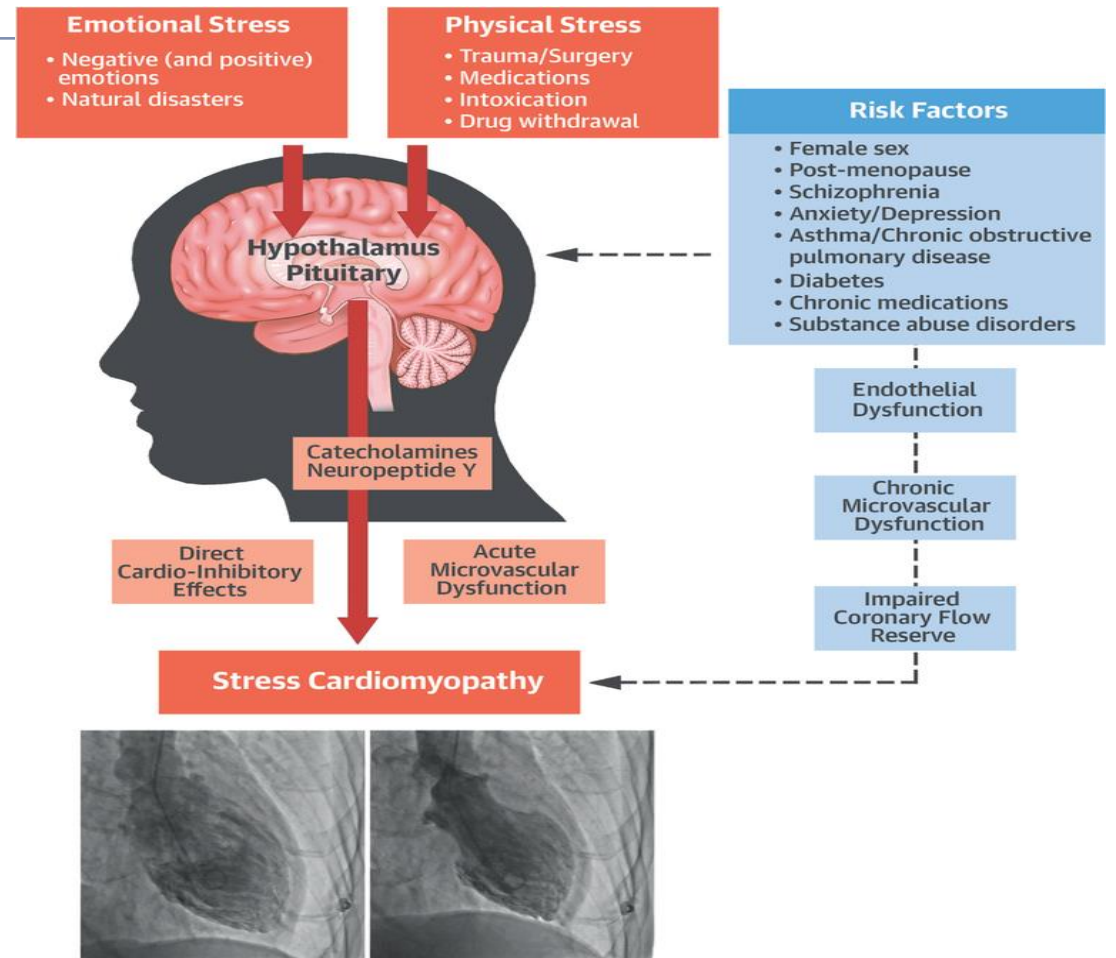 Emotional Stress
• Negative (and positive)
emotions
• Natural disasters
Physical Stress
• Trauma/Surgery
• Medications
• Intoxication
• Drug withdrawal
Risk Factors
• Female sex
• Post-menopause
• Schizophrenia
• Anxiety/Depression
• Asthma/Chronic obstructive
pulmonary disease
• Diabetes
• Chronic medications
• Substance abuse disorders
Hypothalamus
Pituitary
Endothelial
Dysfunction
Catecholamines
Neuropeptide Y
Chronic
Microvascular
Dysfunction
Direct
Cardio-Inhibitory
Effects
Acute
Microvascular
Dysfunction
Impaired
Coronary Flow
Reserve
Stress Cardiomyopathy